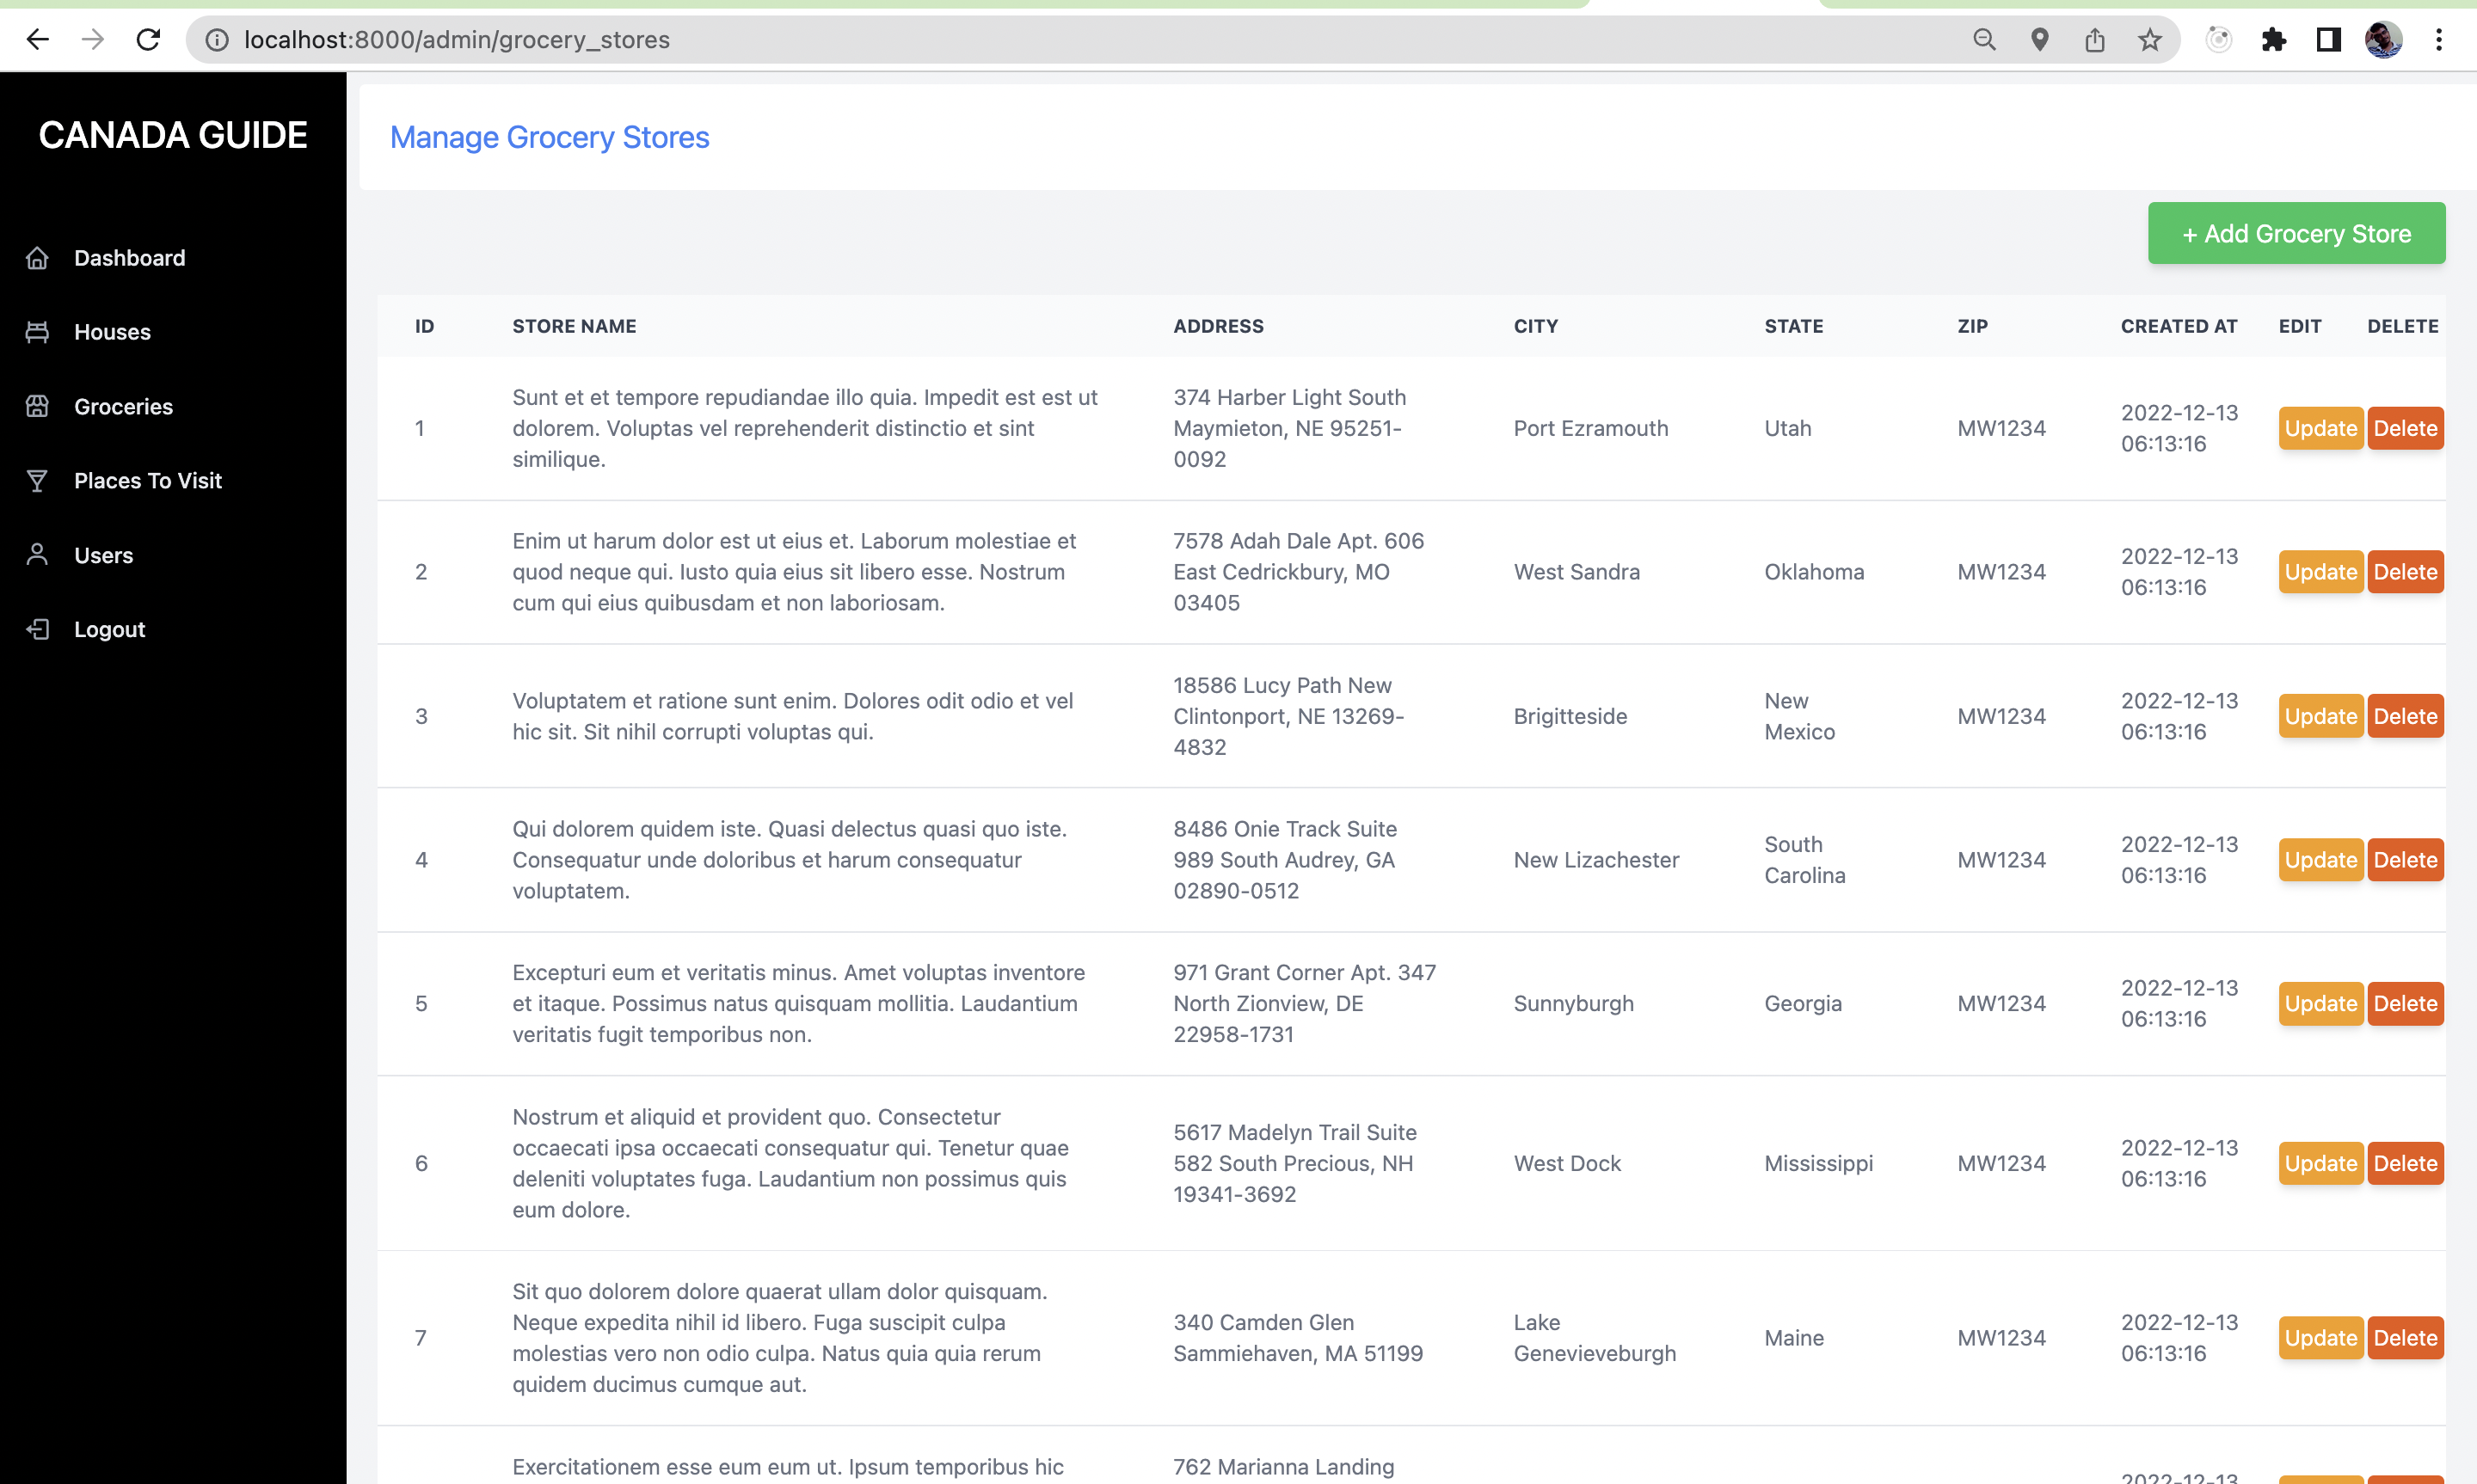 localhost:8000/admin/grocery_stores
CANADA GUIDE
Dashboard
Houses
Groceries
Places To Visit
Users
Logout
Manage Grocery Stores
+ Add Grocery Store
ID STORE NAME ADDRESS CITY STATE ZIP CREATED AT EDIT DELETE
1
Sunt et et tempore repudiandae illo quia. Impedit est est ut
dolorem. Voluptas vel reprehenderit distinctio et sint
similique.
374 Harber Light South
Maymieton, NE 95251-
0092
Port Ezramouth
Utah
MW1234
2022-12-13
06:13:16
Update
Delete
2
Enim ut harum dolor est ut eius et. Laborum molestiae et
quod neque qui. Iusto quia eius sit libero esse. Nostrum
cum qui eius quibusdam et non laboriosam.
7578 Adah Dale Apt. 606
East Cedrickbury, MO
03405
West Sandra
Oklahoma
MW1234
2022-12-13
06:13:16
Update
Delete
3
Voluptatem et ratione sunt enim. Dolores odit odio et vel
hic sit. Sit nihil corrupti voluptas qui.
18586 Lucy Path New
Clintonport, NE 13269-
4832
Brigitteside
New
Mexico
MW1234
2022-12-13
06:13:16
Update
Delete
4
Qui dolorem quidem iste. Quasi delectus quasi quo iste.
Consequatur unde doloribus et harum consequatur
voluptatem.
8486 Onie Track Suite
989 South Audrey, GA
02890-0512
New Lizachester
South
Carolina
MW1234
2022-12-13
06:13:16
Update
Delete
5
Excepturi eum et veritatis minus. Amet voluptas inventore
et itaque. Possimus natus quisquam mollitia. Laudantium
veritatis fugit temporibus non.
971 Grant Corner Apt. 347
North Zionview, DE
22958-1731
Sunnyburgh
Georgia
MW1234
2022-12-13
06:13:16
Update
Delete
6
Nostrum et aliquid et provident quo. Consectetur
occaecati ipsa occaecati consequatur qui. Tenetur quae
deleniti voluptates fuga. Laudantium non possimus quis
eum dolore.
5617 Madelyn Trail Suite
582 South Precious, NH
19341-3692
West Dock
Mississippi
MW1234
2022-12-13
06:13:16
Update
Delete
7
Sit quo dolorem dolore quaerat ullam dolor quisquam.
Neque expedita nihil id libero. Fuga suscipit culpa
molestias vero non odio culpa. Natus quia quia rerum
quidem ducimus cumque aut.
340 Camden Glen
Sammiehaven, MA 51199
Lake
Genevieveburgh
Maine
MW1234
2022-12-13
06:13:16
Update
Delete
Exercitationem esse eum eum ut. Ipsum temporibus hic
762 Marianna Landing
2022-12-13